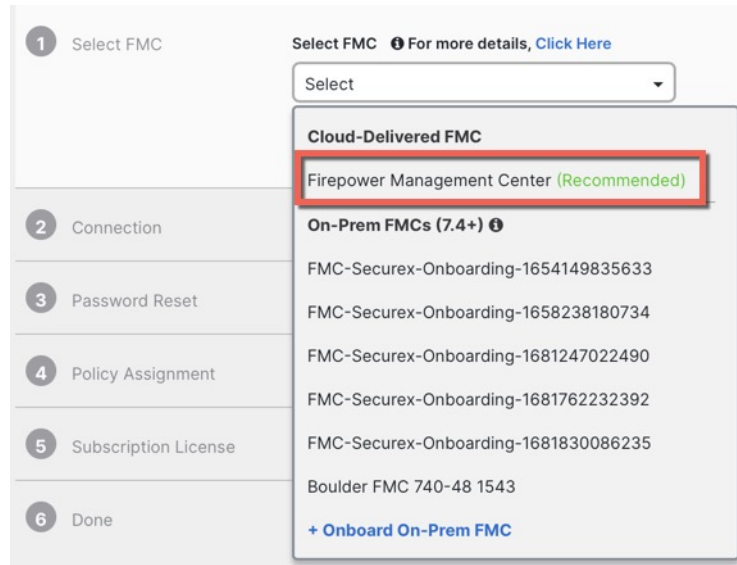 1 Select FMC
Select FMC i For more details, Click Here
Select
Cloud-Delivered FMC
Firepower Management Center (Recommended)
2 Connection
On-Prem FMCs (7.4+) i
FMC-Securex-Onboarding-1654149835633
3 Password Reset
FMC-Securex-Onboarding-1658238180734
FMC-Securex-Onboarding-1681247022490
4 Policy Assignment
FMC-Securex-Onboarding-1681762232392
5 Subscription License
FMC-Securex-Onboarding-1681830086235
Boulder FMC 740-48 1543
6 Done
+ Onboard On-Prem FMC